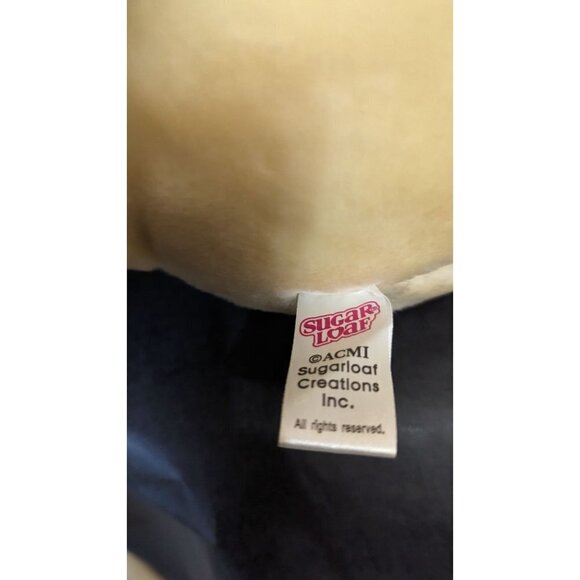 SUGAR
LOAF
©ACMI
Sugarloaf
Creations
Inc.
All rights reserved.